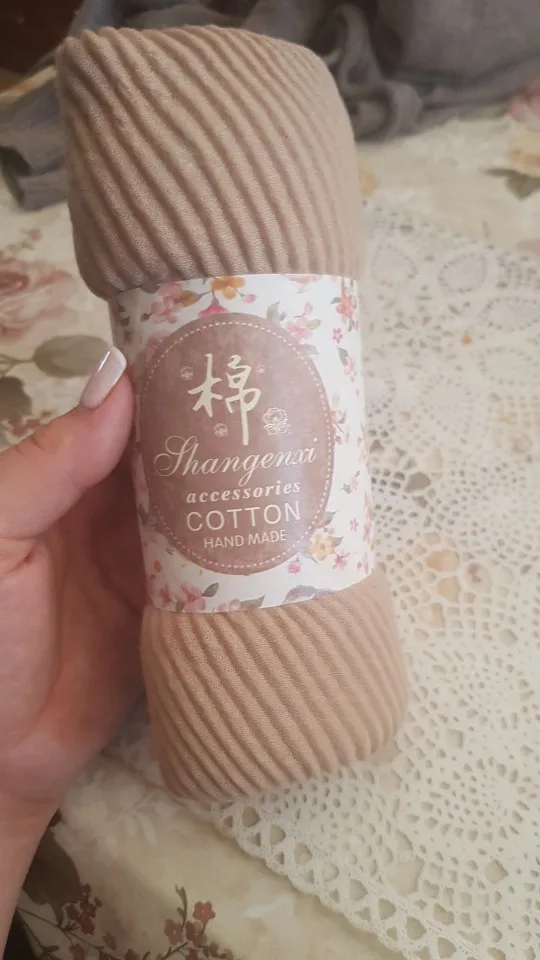 棉
Shangenxi
accessories
COTTON
HAND MADE